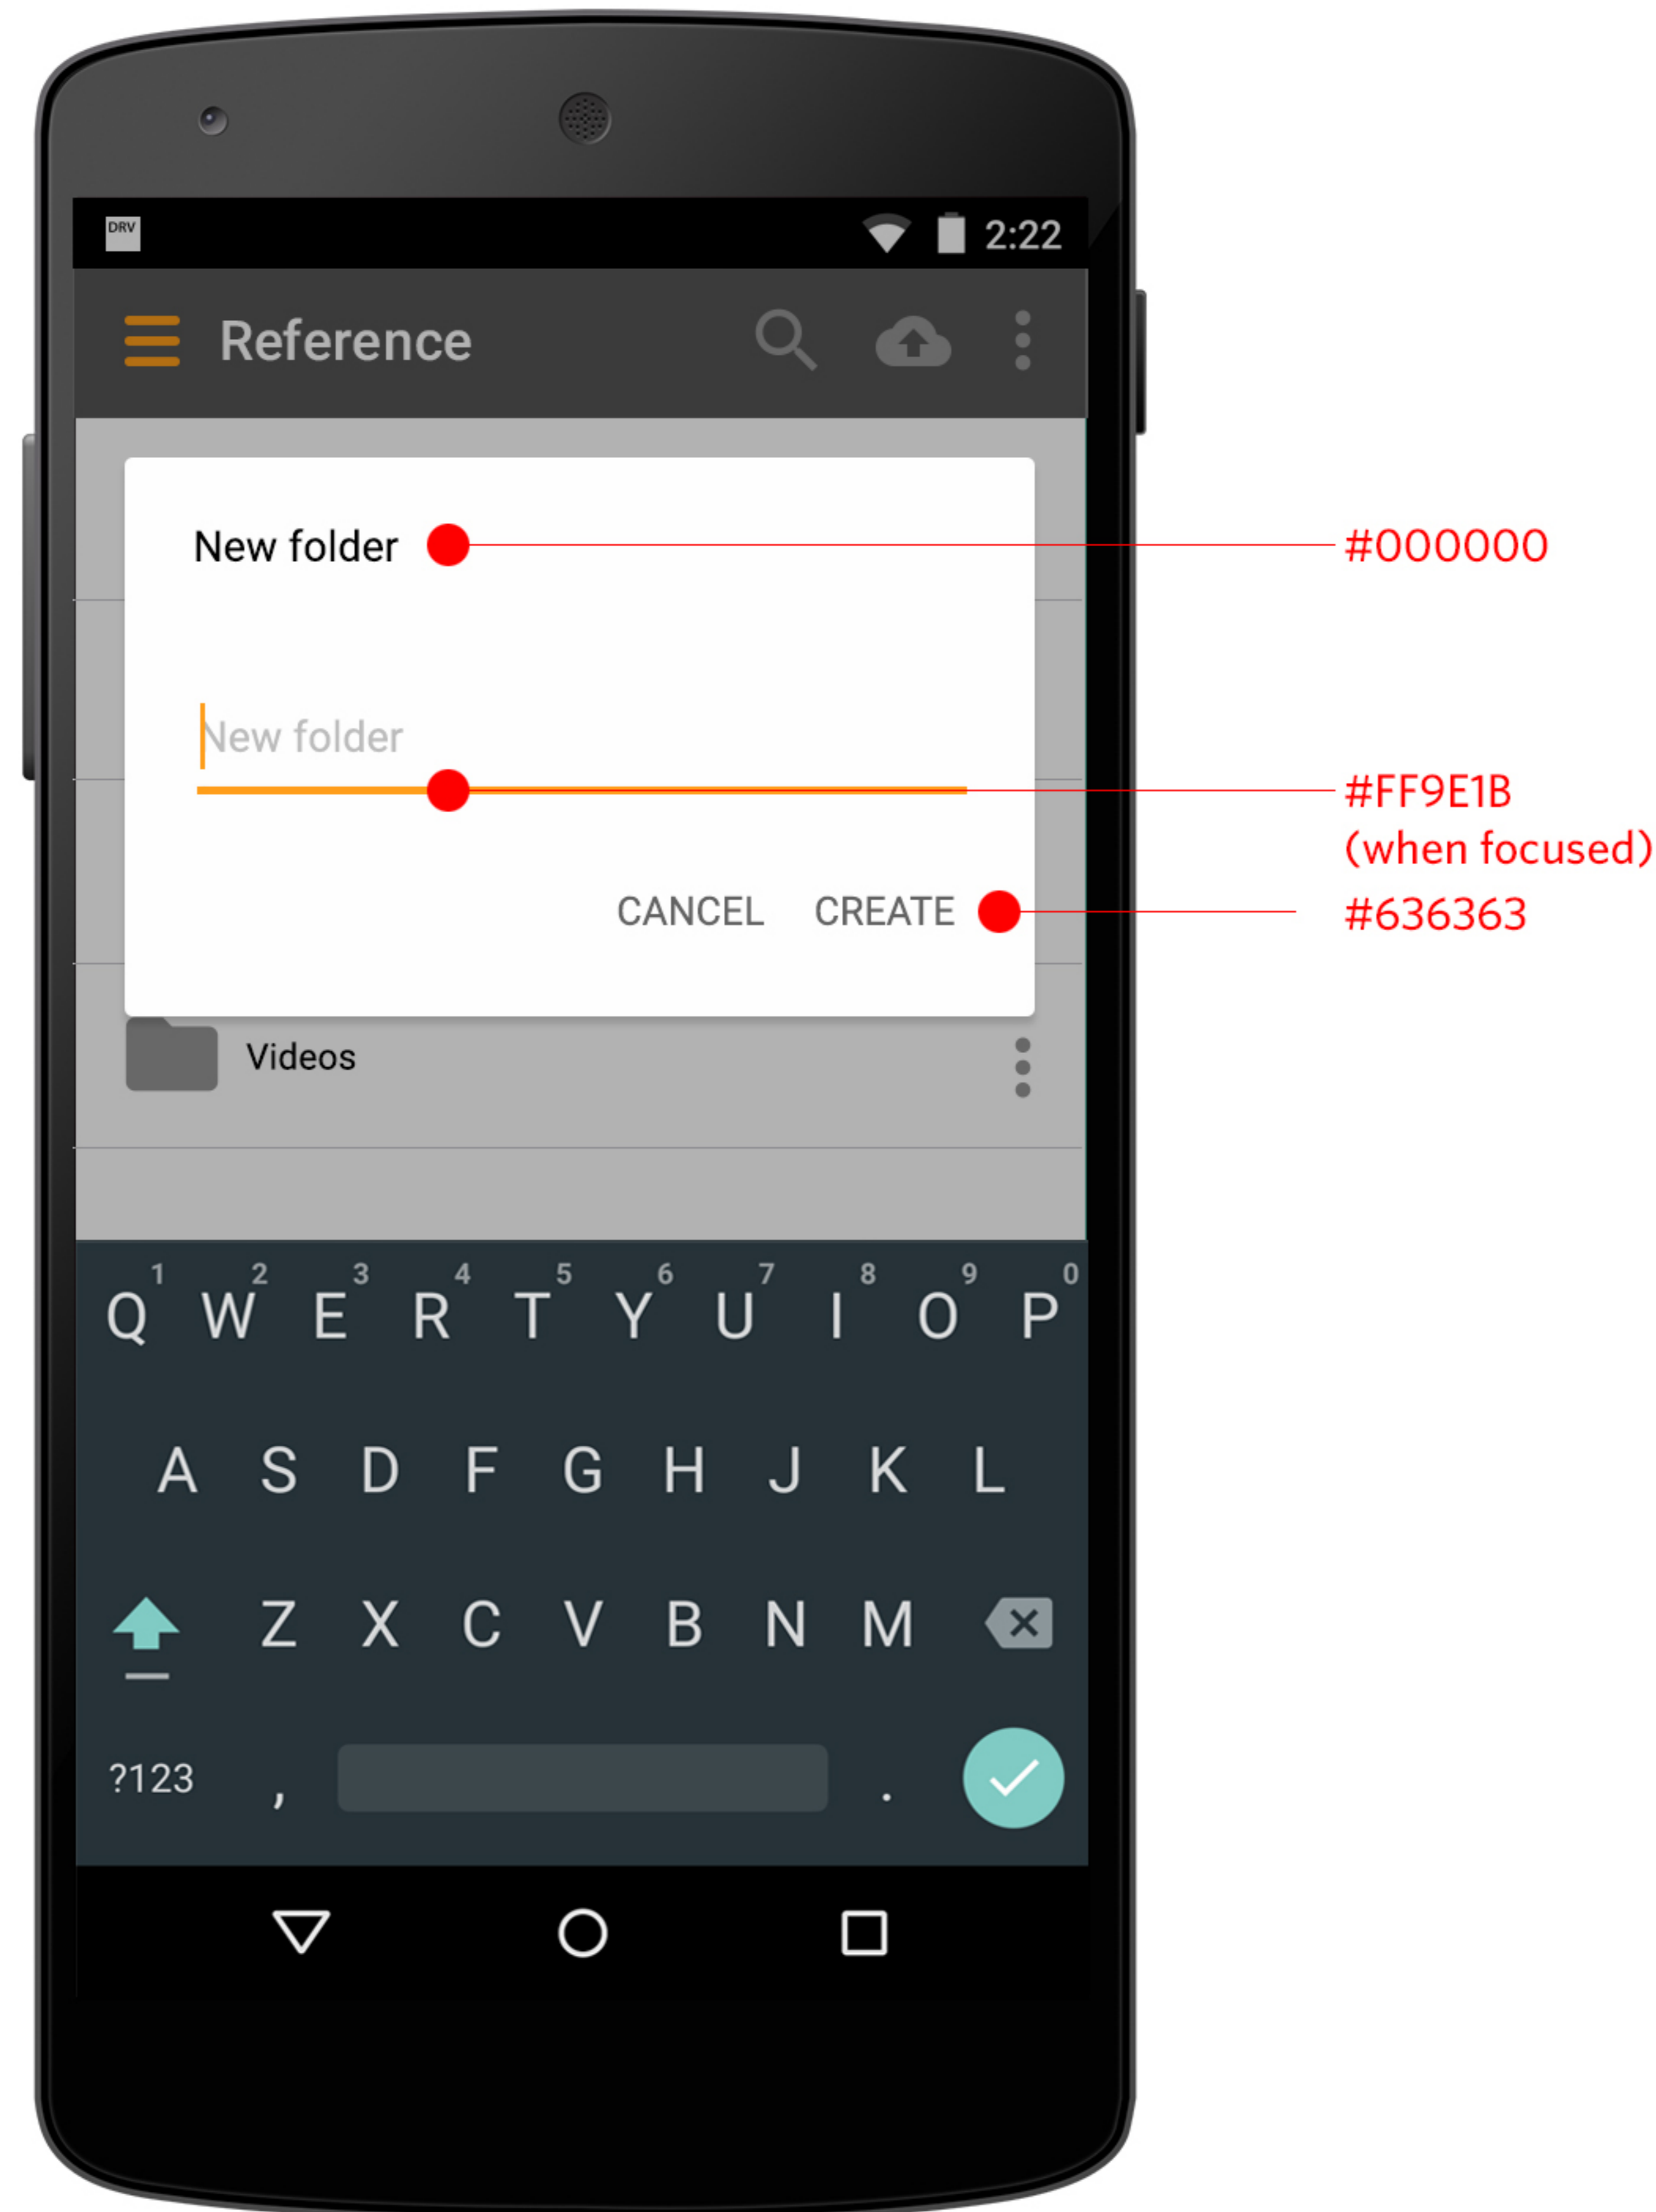 DRV
2:22
Reference
New folder
#000000
New folder
#FF9E1B
(when focused)
CANCEL CREATE
#636363
Videos
1 2 3 4 5 6 7 8 9 0
Q W E R T Y U I O P
A S D F G H J K L
Z X C V B N M
?123 , .